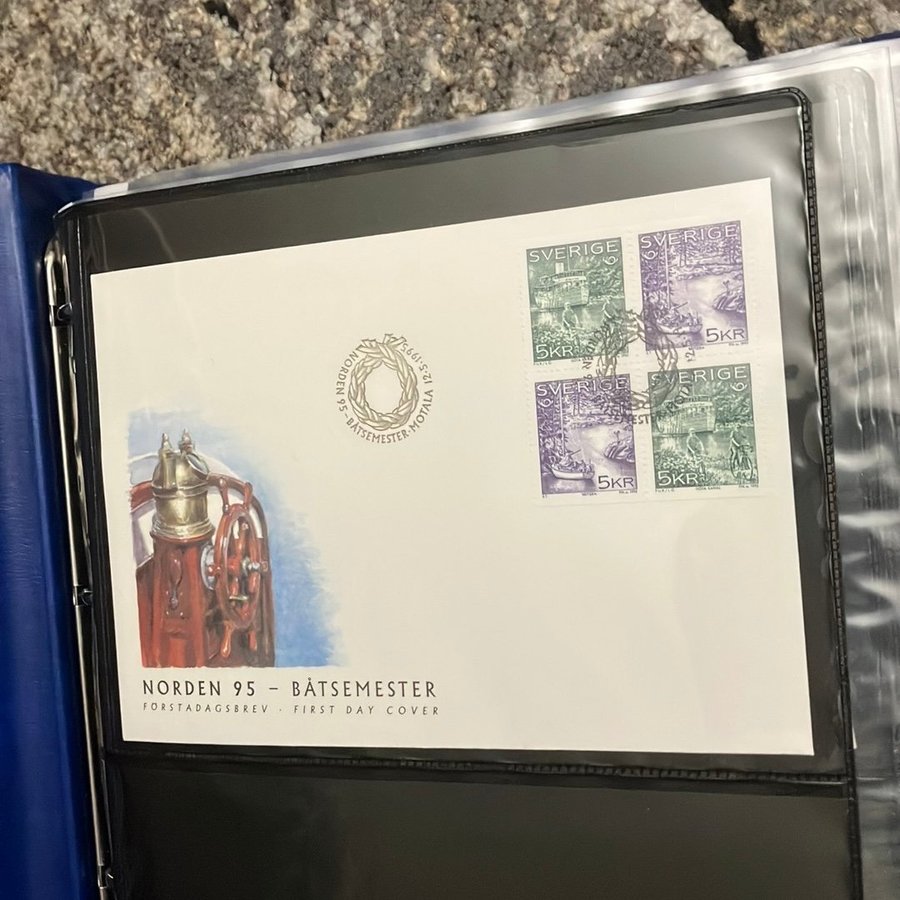 SVERIGE
SVERIGE
5KR
5KR
NORDEN 95 – BÅTSEMESTER · MOTALA 12.5.1995
SVERIGE
SVERIGE
5KR
5KR
NORDEN 95 – BÅTSEMESTER
FÖRSTADAGSBREV · FIRST DAY COVER